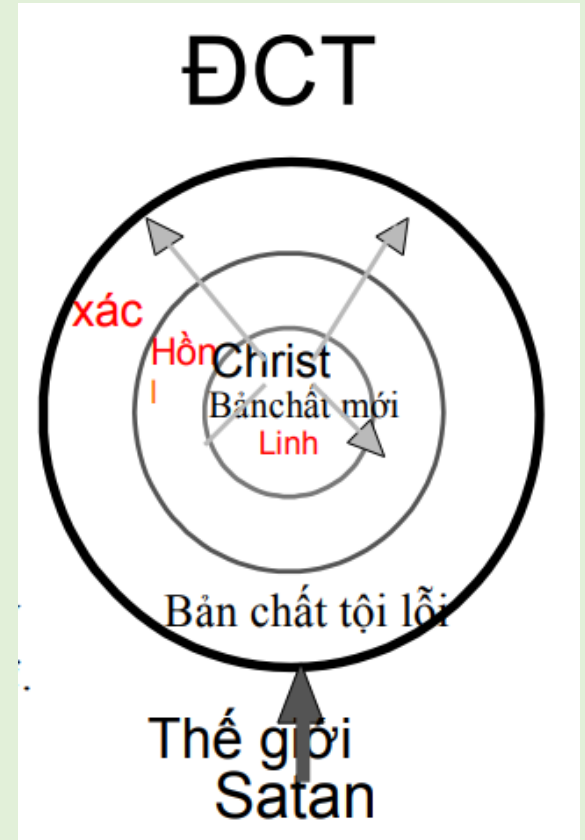 ĐCT
xác
Hồn
l
Christ
Bảnchất mới
Linh
Bản chất tội lỗi
Thế giới
Satan